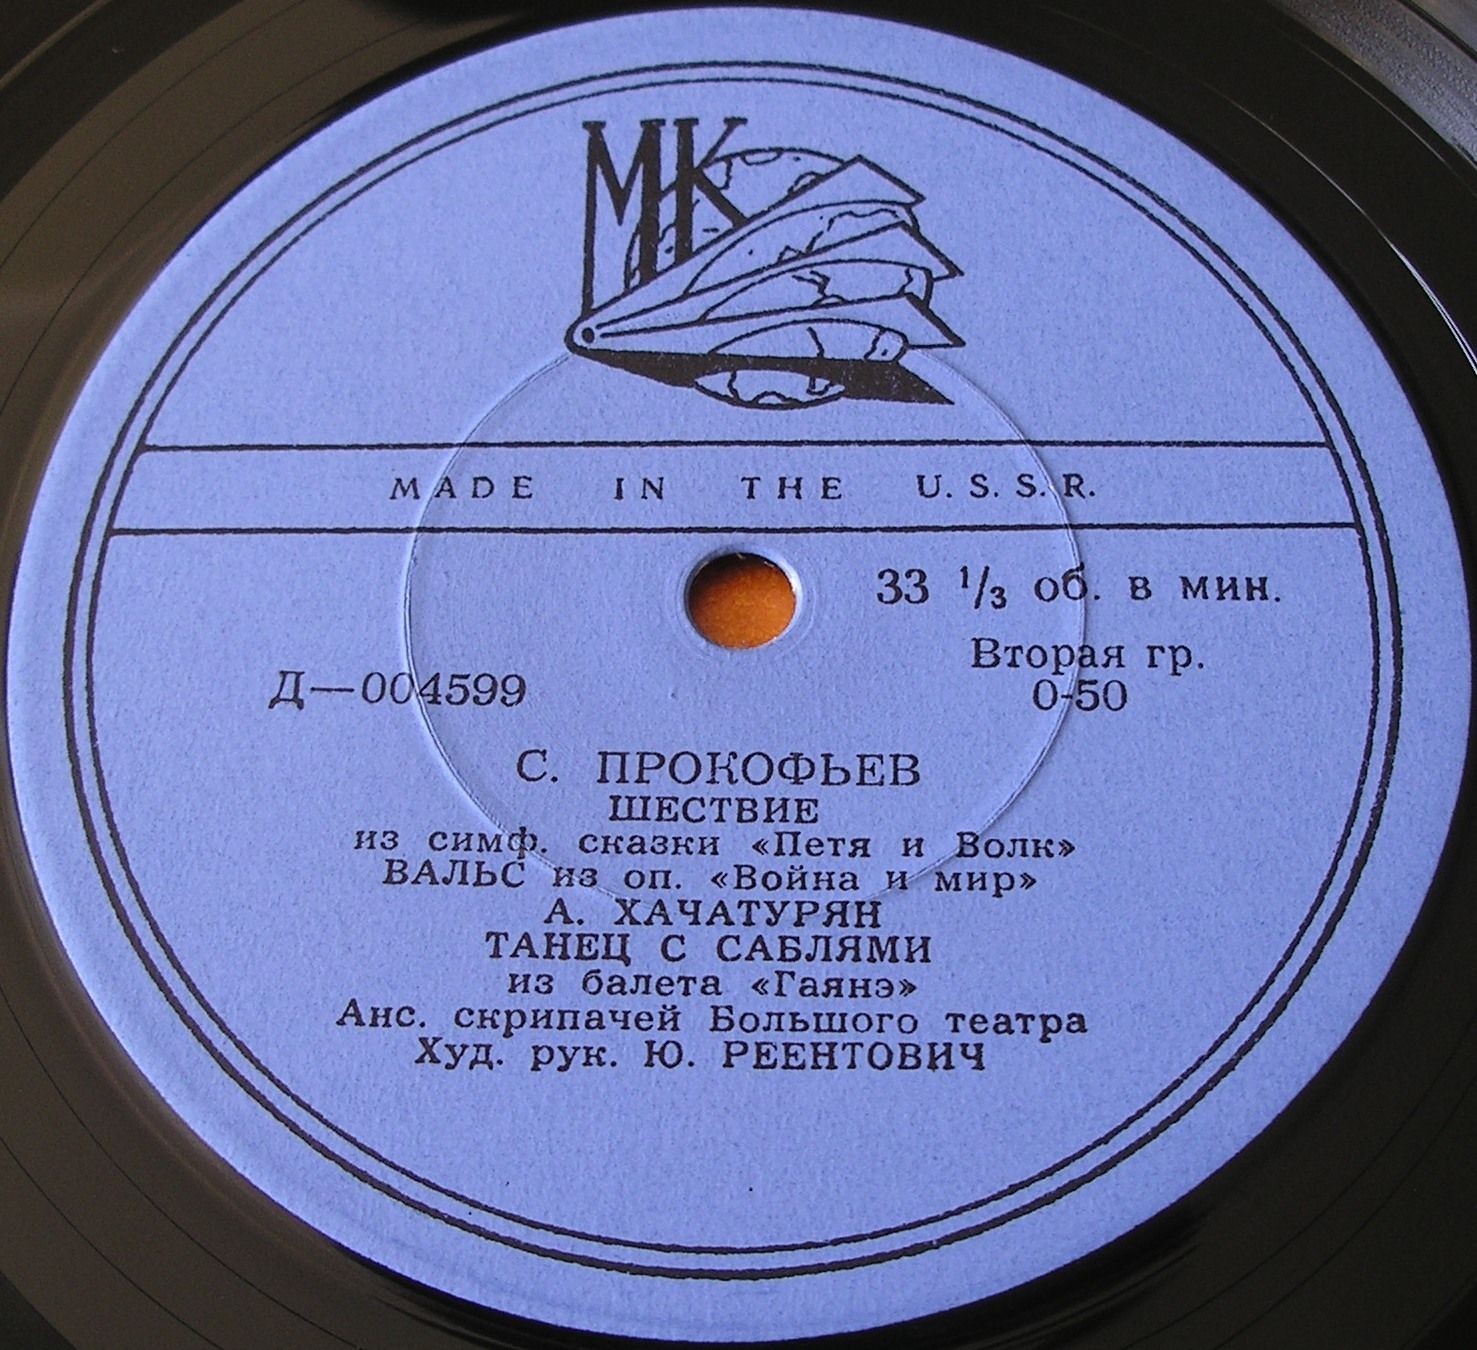 МК
MADE IN THE U.S.S.R.
33 1/3 об. в мин.
Вторая гр.
Д—004599
0-50
С. ПРОКОФЬЕВ
ШЕСТВИЕ
из симф. сказки «Петя и Волк»
ВАЛЬС из оп. «Война и мир»
А. ХАЧАТУРЯН
ТАНЕЦ С САБЛЯМИ
из балета «Гаянэ»
Анс. скрипачей Большого театра
Худ. рук. Ю. РЕЕНТОВИЧ